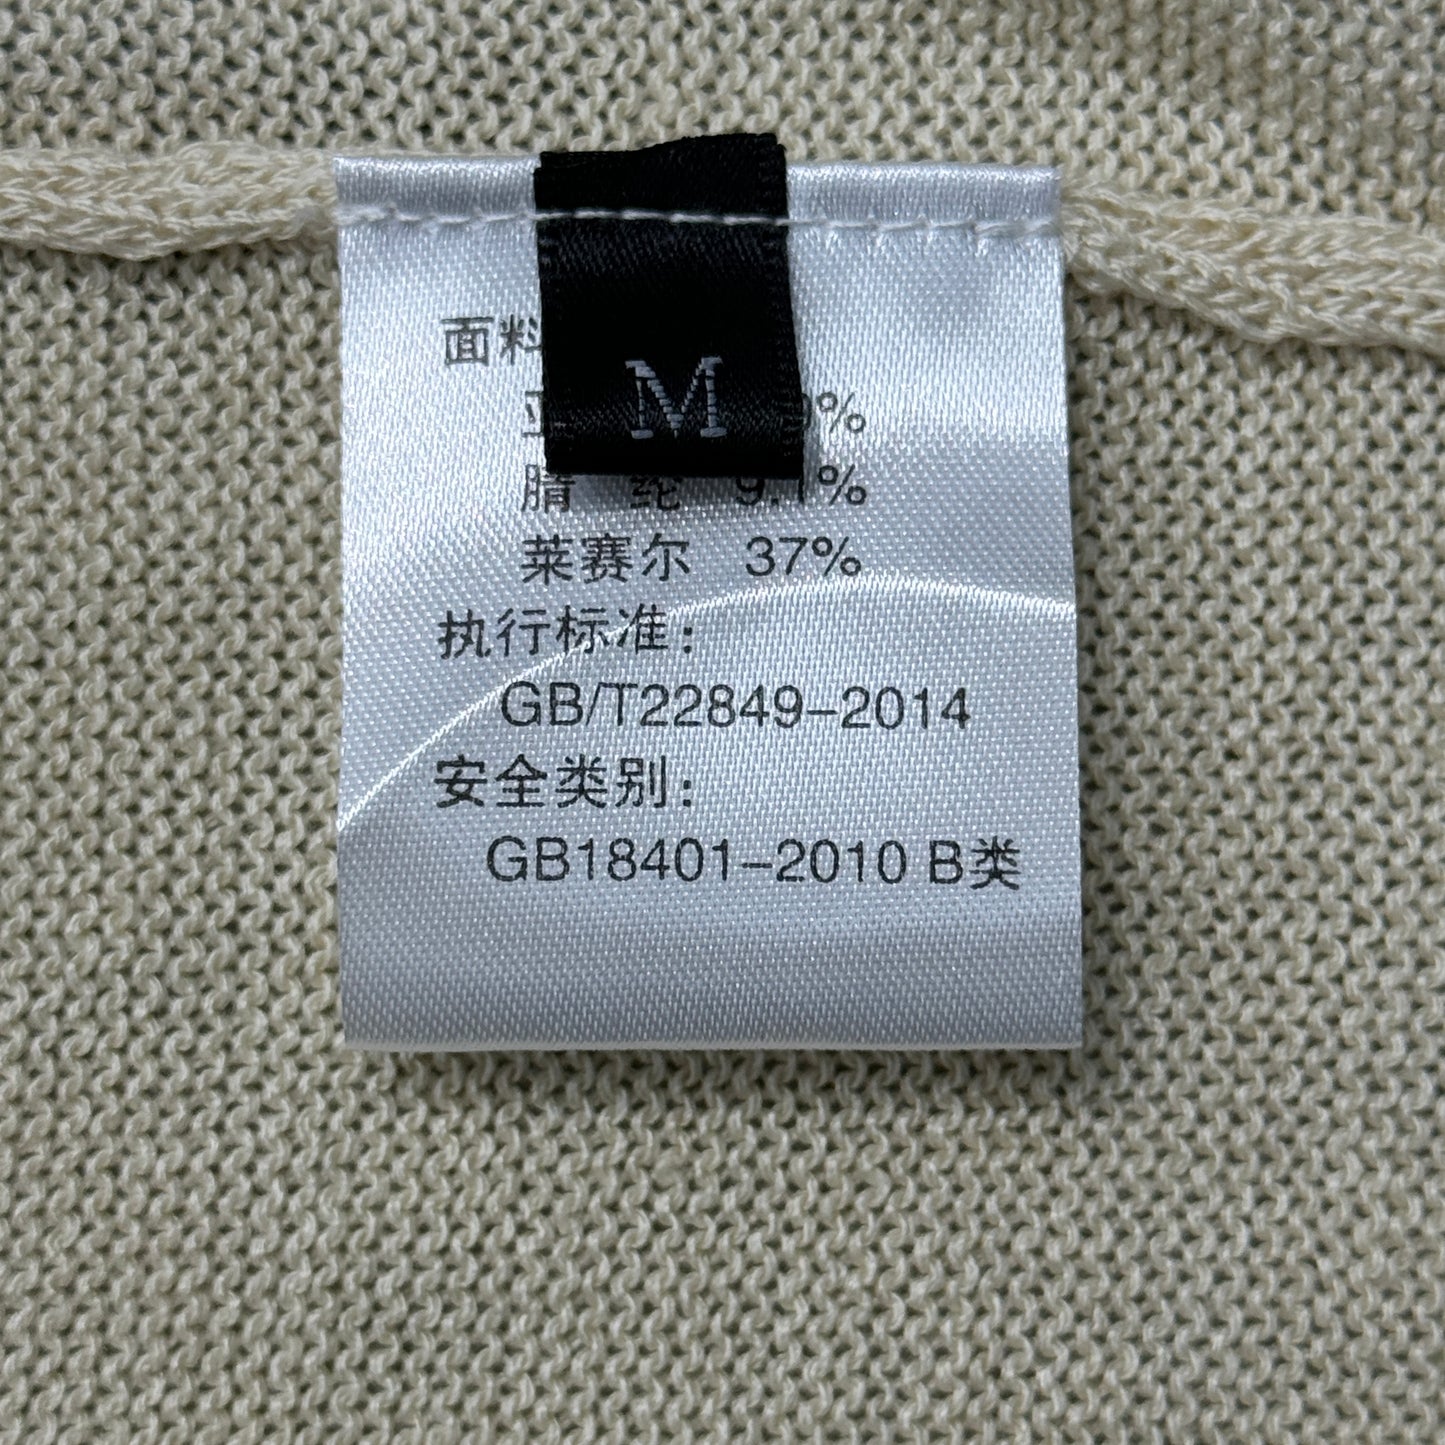 M
面料
%
腈 纶 9.1%
莱赛尔 37%
执行标准：
GB/T22849-2014
安全类别：
GB18401-2010 B类